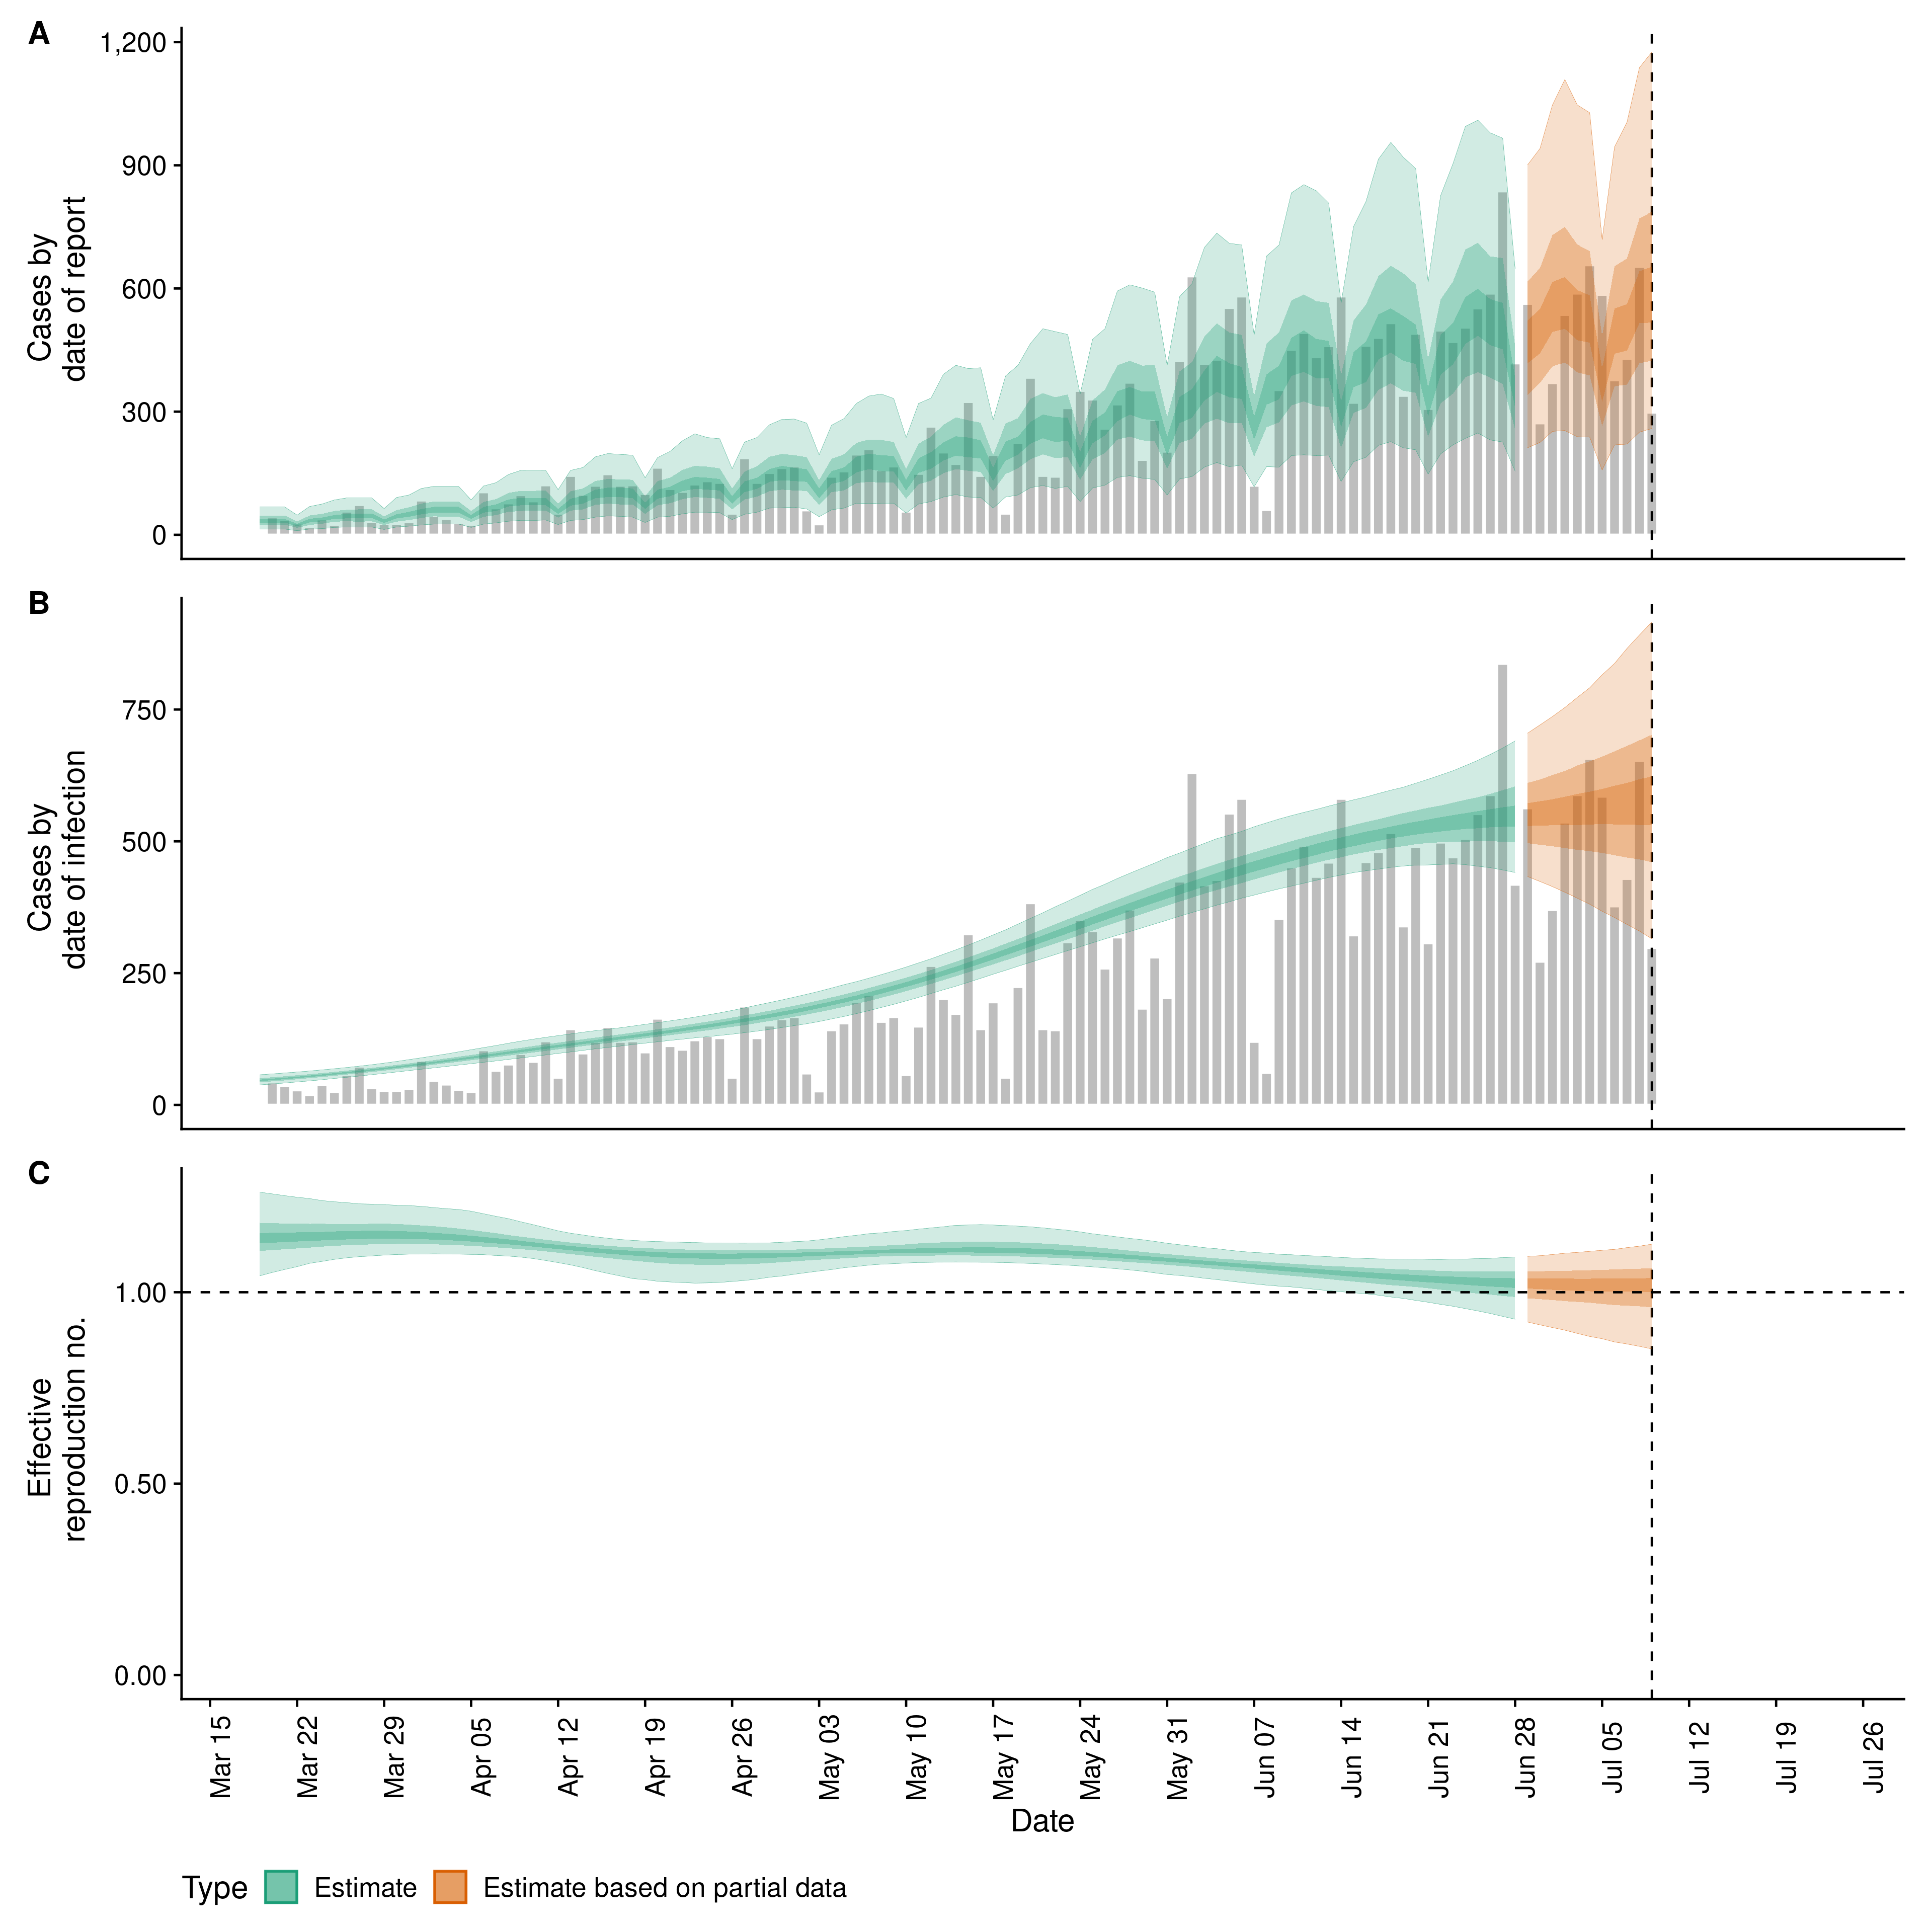 A
1,200
900
600
300
0
Cases by
date of report
B
750
500
250
0
Cases by
date of infection
C
1.00
0.50
0.00
Effective
reproduction no.
Mar 15
Mar 22
Mar 29
Apr 05
Apr 12
Apr 19
Apr 26
May 03
May 10
May 17
May 24
May 31
Jun 07
Jun 14
Jun 21
Jun 28
Jul 05
Jul 12
Jul 19
Jul 26
Date
Type Estimate Estimate based on partial data